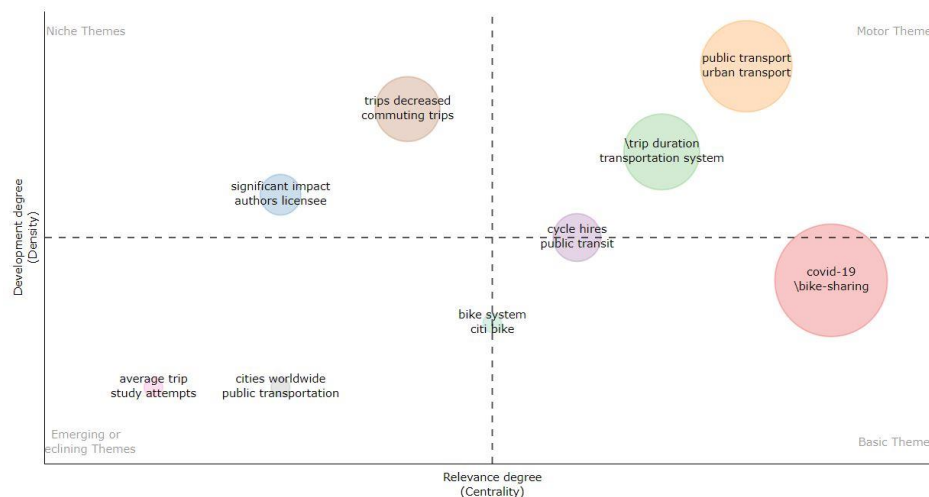 Niche Themes
Motor Theme
public transport
urban transport
trips decreased
commuting trips
\trip duration
transportation system
significant impact
authors licensee
cycle hires
public transit
covid-19
\bike-sharing
bike system
citi bike
average trip
study attempts
cities worldwide
public transportation
Emerging or
eclining Themes
Basic Themes
Development degree
(Density)
Relevance degree
(Centrality)